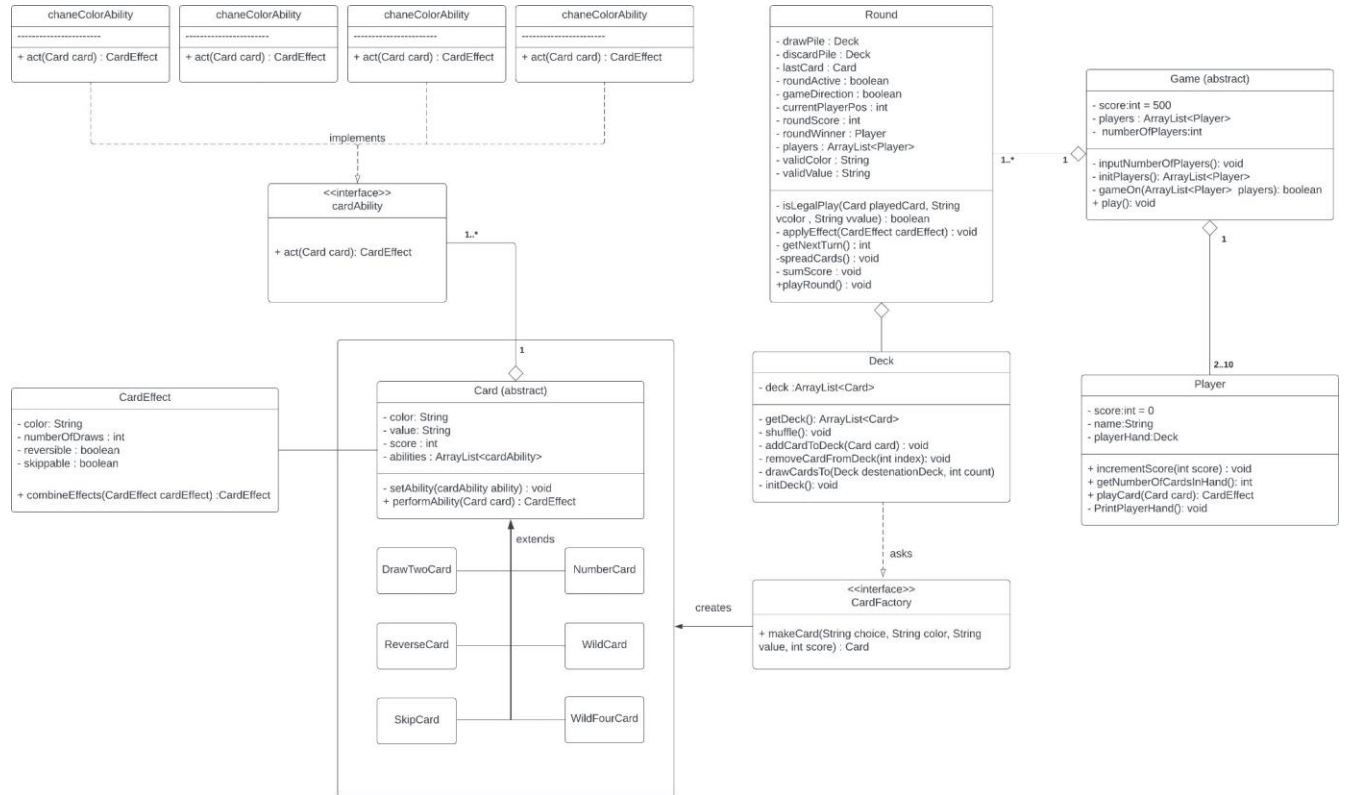 chaneColorAbility
-----------------------
+ act(Card card) : CardEffect
chaneColorAbility
-----------------------
+ act(Card card) : CardEffect
chaneColorAbility
-----------------------
+ act(Card card) : CardEffect
chaneColorAbility
-----------------------
+ act(Card card) : CardEffect
implements
<<interface>>
cardAbility
+ act(Card card): CardEffect
1..*
1
Round
- drawPile : Deck
- discardPile : Deck
- lastCard : Card
- roundActive : boolean
- gameDirection : boolean
- currentPlayerPos : int
- roundScore : int
- roundWinner : Player
- players : ArrayList<Player>
- validColor : String
- validValue : String
- isLegalPlay(Card playedCard, String
vcolor , String vvalue) : boolean
- applyEffect(CardEffect cardEffect) : void
- getNextTurn() : int
-spreadCards() : void
- sumScore : void
+playRound() : void
1..*
1
Game (abstract)
- score:int = 500
- players : ArrayList<Player>
- numberOfPlayers:int
- inputNumberOfPlayers(): void
- initPlayers(): ArrayList<Player>
- gameOn(ArrayList<Player> players): boolean
+ play(): void
1
2..10
Player
- score:int = 0
- name:String
- playerHand:Deck
+ incrementScore(int score) : void
+ getNumberOfCardsInHand(): int
+ playCard(Card card): CardEffect
- PrintPlayerHand(): void
Deck
- deck :ArrayList<Card>
- getDeck(): ArrayList<Card>
- shuffle(): void
- addCardToDeck(Card card) : void
- removeCardFromDeck(int index): void
- drawCardsTo(Deck destenationDeck, int count)
- initDeck(): void
asks
<<interface>>
CardFactory
+ makeCard(String choice, String color, String
value, int score) : Card
creates
CardEffect
- color: String
- numberOfDraws : int
- reversible : boolean
- skippable : boolean
+ combineEffects(CardEffect cardEffect) :CardEffect
Card (abstract)
- color: String
- value: String
- score : int
- abilities : ArrayList<cardAbility>
- setAbility(cardAbility ability) : void
+ performAbility(Card card) : CardEffect
extends
DrawTwoCard
NumberCard
ReverseCard
WildCard
SkipCard
WildFourCard